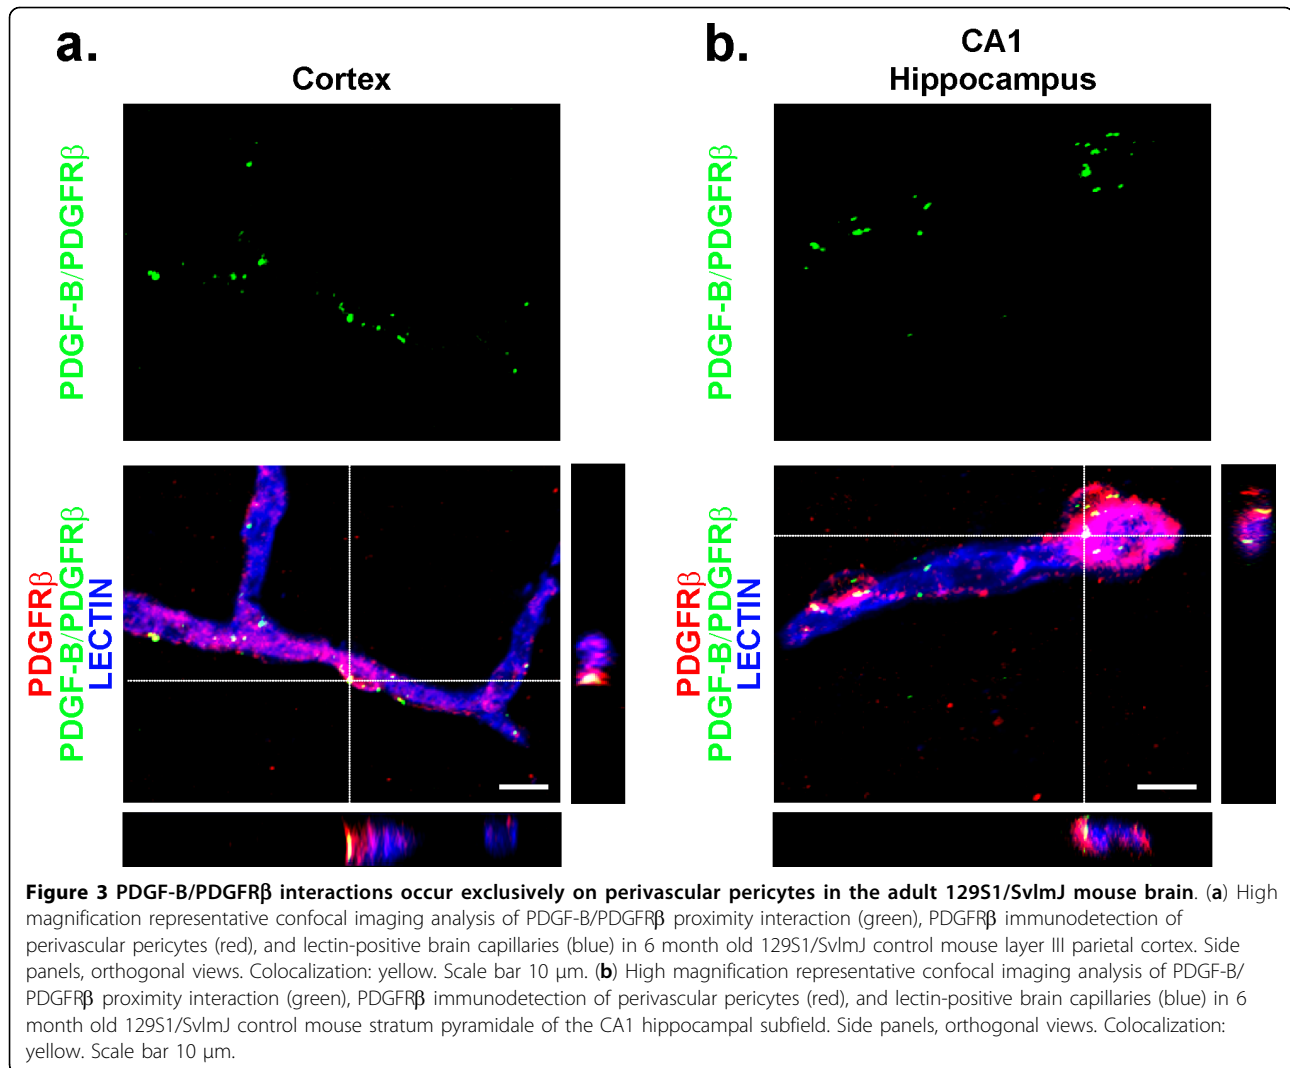 a.
Cortex
b.
CA1
Hippocampus
PDGF-B/PDGFRβ
PDGF-B/PDGFRβ
PDGFRβ
PDGF-B/PDGFRβ
LECTIN
PDGFRβ
PDGF-B/PDGFRβ
LECTIN
Figure 3 PDGF-B/PDGFRβ interactions occur exclusively on perivascular pericytes in the adult 129S1/SvlmJ mouse brain. (a) High
magnification representative confocal imaging analysis of PDGF-B/PDGFRβ proximity interaction (green), PDGFRβ immunodetection of
perivascular pericytes (red), and lectin-positive brain capillaries (blue) in 6 month old 129S1/SvlmJ control mouse layer III parietal cortex. Side
panels, orthogonal views. Colocalization: yellow. Scale bar 10 μm. (b) High magnification representative confocal imaging analysis of PDGF-B/
PDGFRβ proximity interaction (green), PDGFRβ immunodetection of perivascular pericytes (red), and lectin-positive brain capillaries (blue) in 6
month old 129S1/SvlmJ control mouse stratum pyramidale of the CA1 hippocampal subfield. Side panels, orthogonal views. Colocalization:
yellow. Scale bar 10 μm.